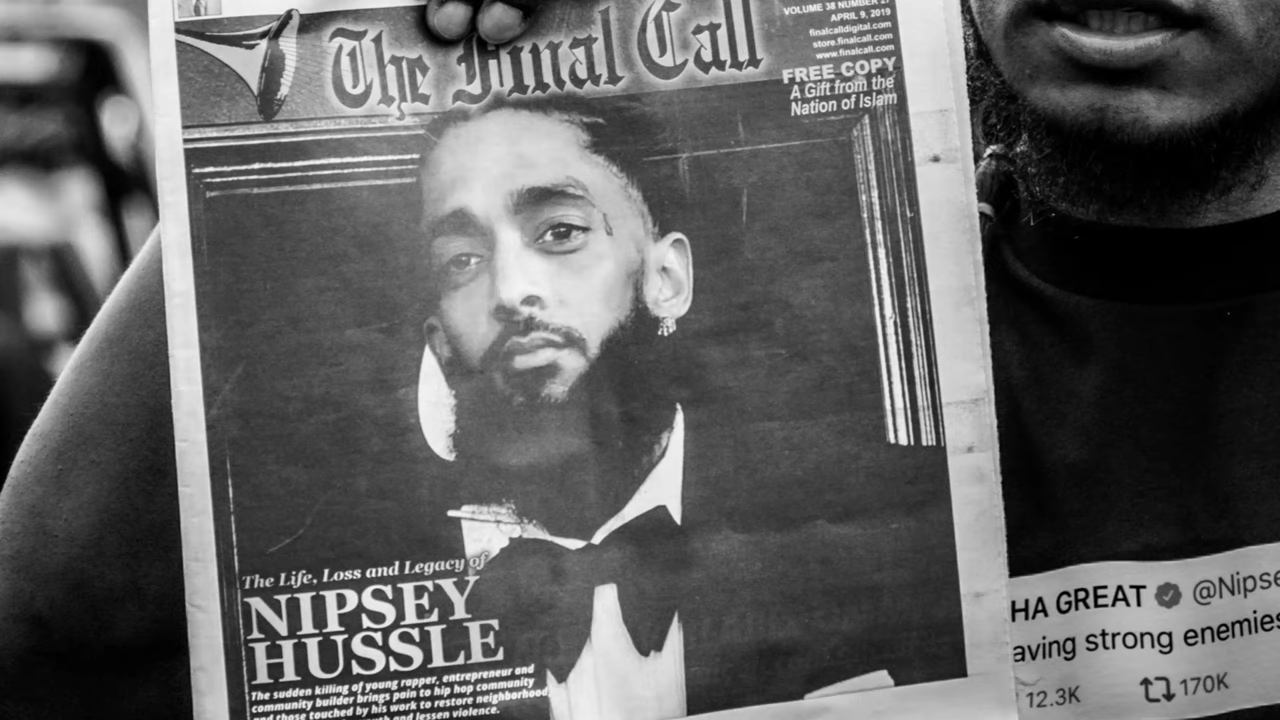 The Final Call
VOLUME 38 NUMBER 27
APRIL 9, 2019
finalcalldigital.com
store.finalcall.com
www.finalcall.com
FREE COPY
A Gift from the
Nation of Islam
The Life, Loss and Legacy of
NIPSEY
HUSSLE
The sudden killing of young rapper, entrepreneur and
community builder brings pain to hip hop community
and those touched by his work to restore neighborhood
and lessen violence.
HA GREAT @Nipse
aving strong enemies
12.3K 170K